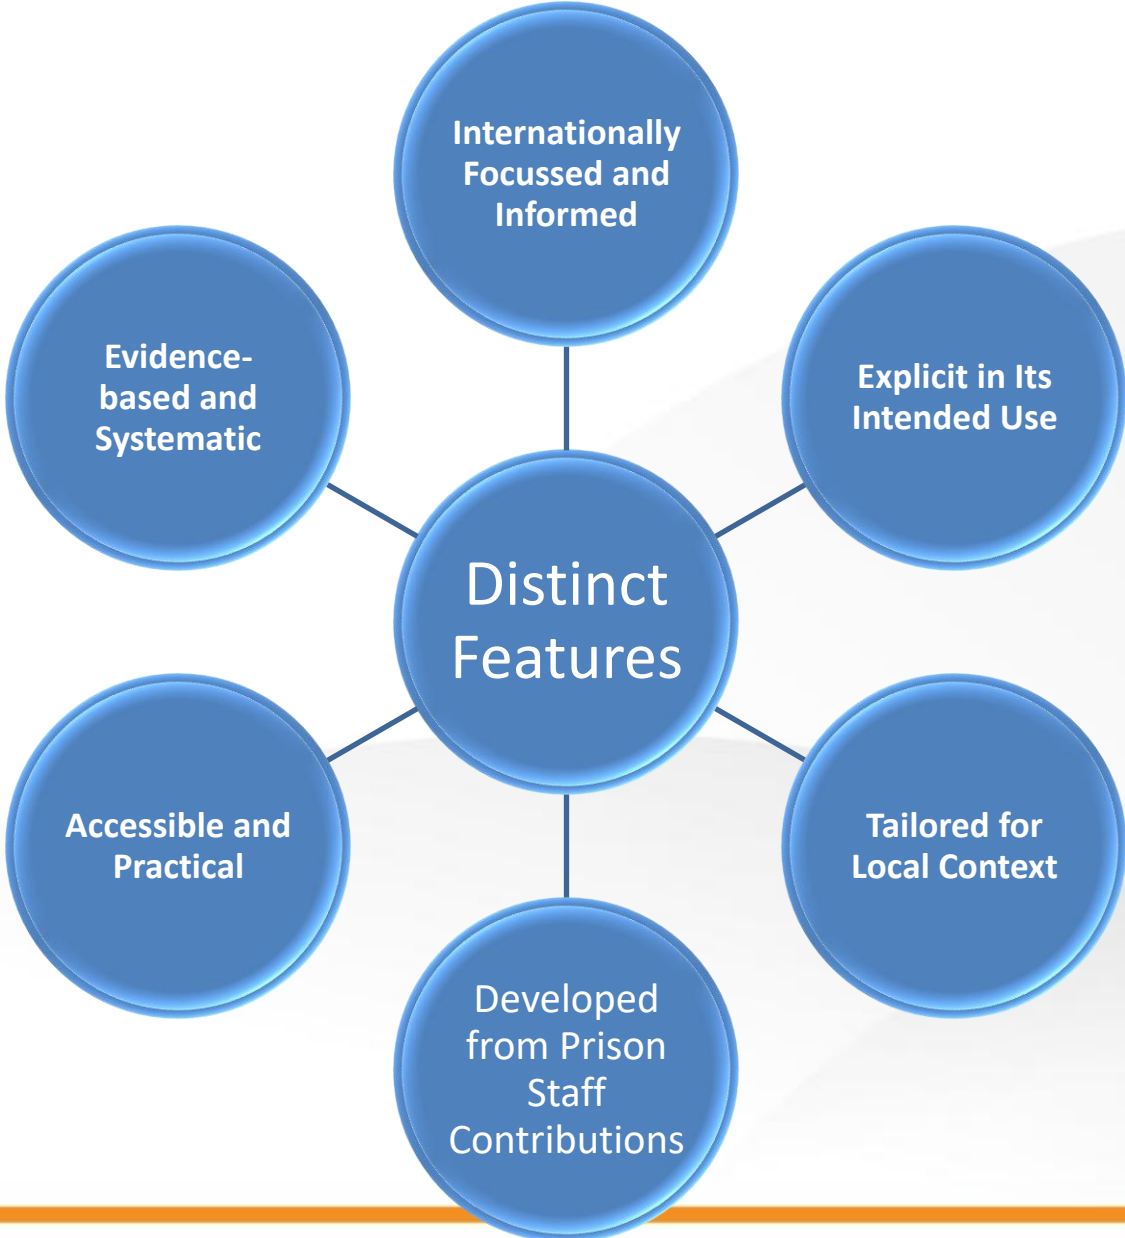 Internationally
Focussed and
Informed
Evidence-
based and
Systematic
Explicit in Its
Intended Use
Distinct
Features
Accessible and
Practical
Tailored for
Local Context
Developed
from Prison
Staff
Contributions